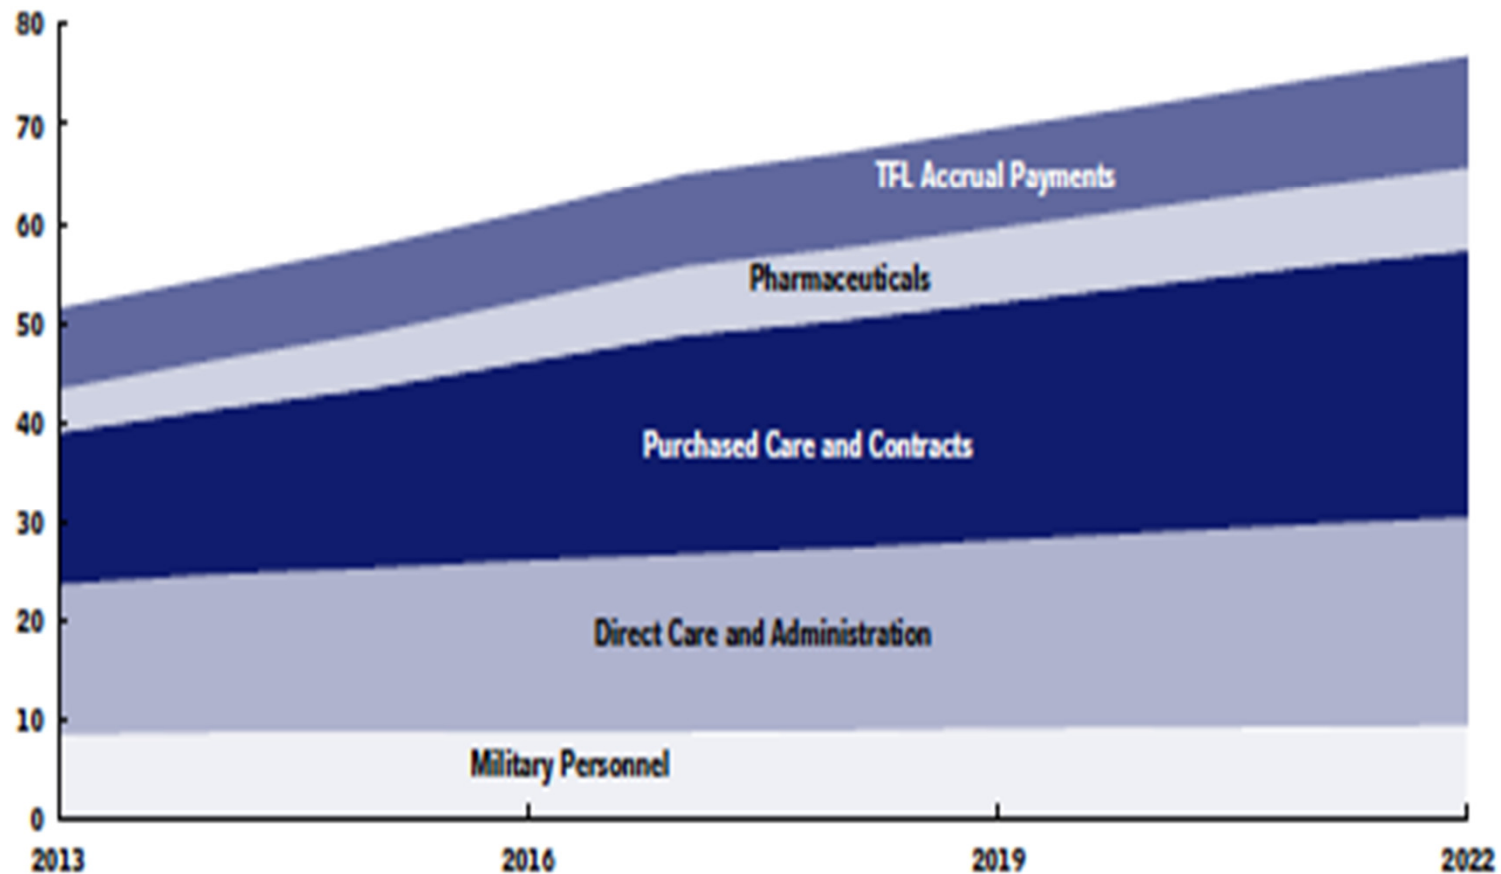 80
70
TFL Accrual Payments
60
Pharmaceuticals
50
40
Purchased Care and Contracts
30
20
Direct Care and Administration
10
Military Personnel
0
2013 2016 2019 2022